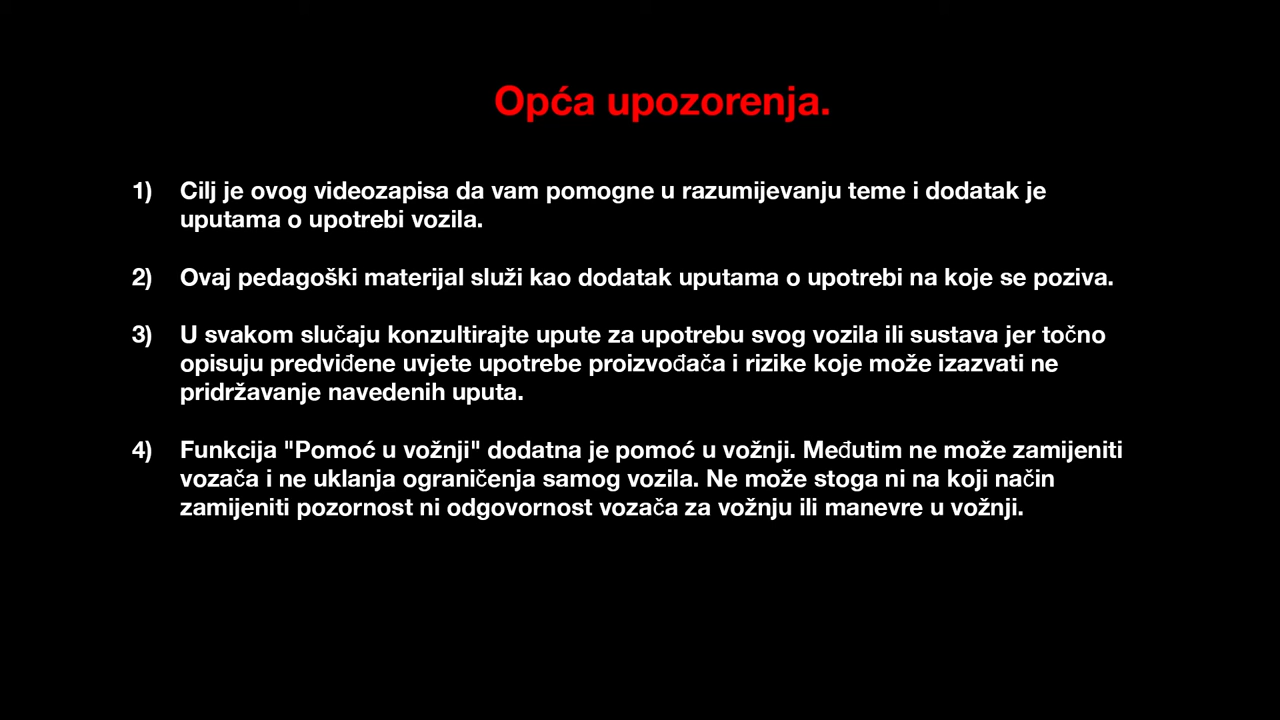 Opća upozorenja.
1) Cilj je ovog videozapisa da vam pomogne u razumijevanju teme i dodatak je
uputama o upotrebi vozila.
2) Ovaj pedagoški materijal služi kao dodatak uputama o upotrebi na koje se poziva.
3) U svakom slučaju konzultirajte upute za upotrebu svog vozila ili sustava jer točno
opisuju predviđene uvjete upotrebe proizvođača i rizike koje može izazvati ne
pridržavanje navedenih uputa.
4) Funkcija "Pomoć u vožnji" dodatna je pomoć u vožnji. Međutim ne može zamijeniti
vozača i ne uklanja ograničenja samog vozila. Ne može stoga ni na koji način
zamijeniti pozornost ni odgovornost vozača za vožnju ili manevre u vožnji.